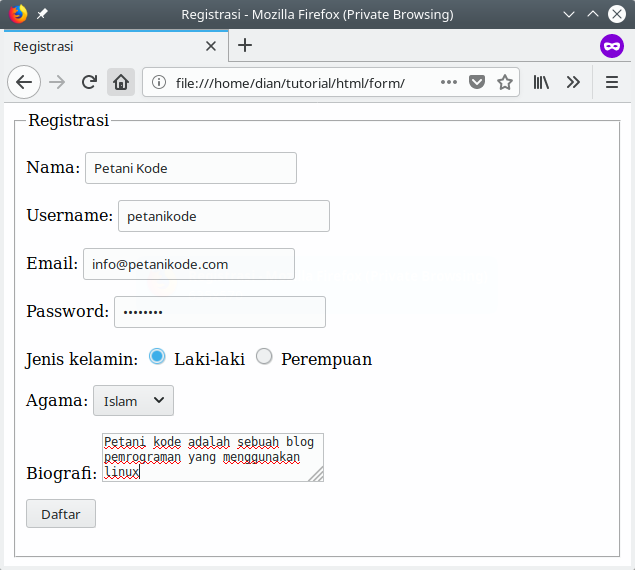 Registrasi - Mozilla Firefox (Private Browsing)
Registrasi
file:///home/dian/tutorial/html/form/
Registrasi
Nama: Petani Kode
Username: petanikode
Email: info@petanikode.com
Password: ••••••••
Jenis kelamin: Laki-laki Perempuan
Agama: Islam
Biografi: Petani kode adalah sebuah blog
pemrograman yang menggunakan
linux
Daftar